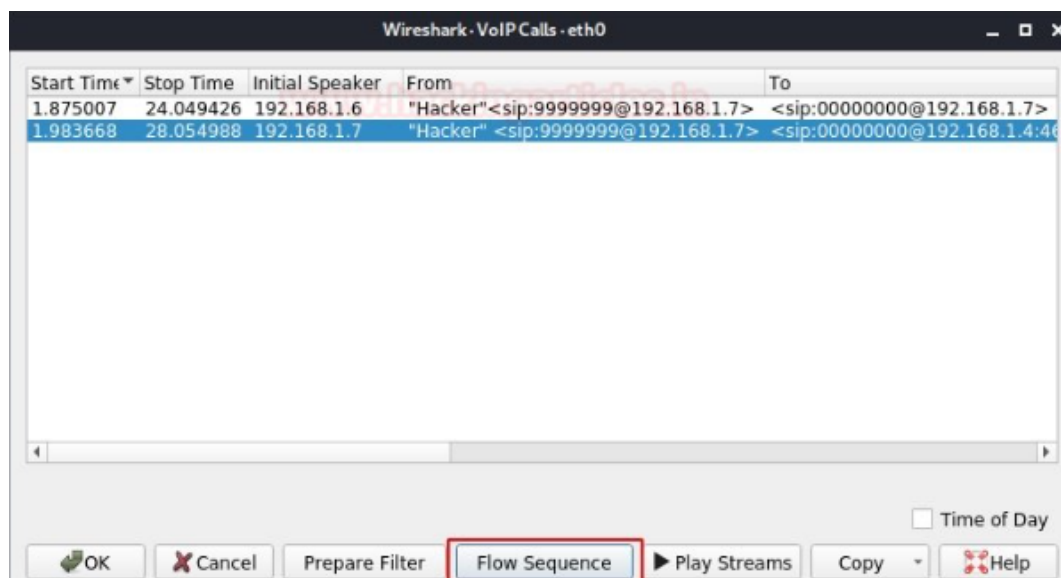 Wireshark · VoIP Calls · eth0
Start Time Stop Time Initial Speaker From To
1.875007 24.049426 192.168.1.6 "Hacker"<sip:9999999@192.168.1.7> <sip:00000000@192.168.1.7>
1.983668 28.054988 192.168.1.7 "Hacker" <sip:9999999@192.168.1.7> <sip:00000000@192.168.1.4:46
Time of Day
OK Cancel Prepare Filter Flow Sequence Play Streams Copy Help